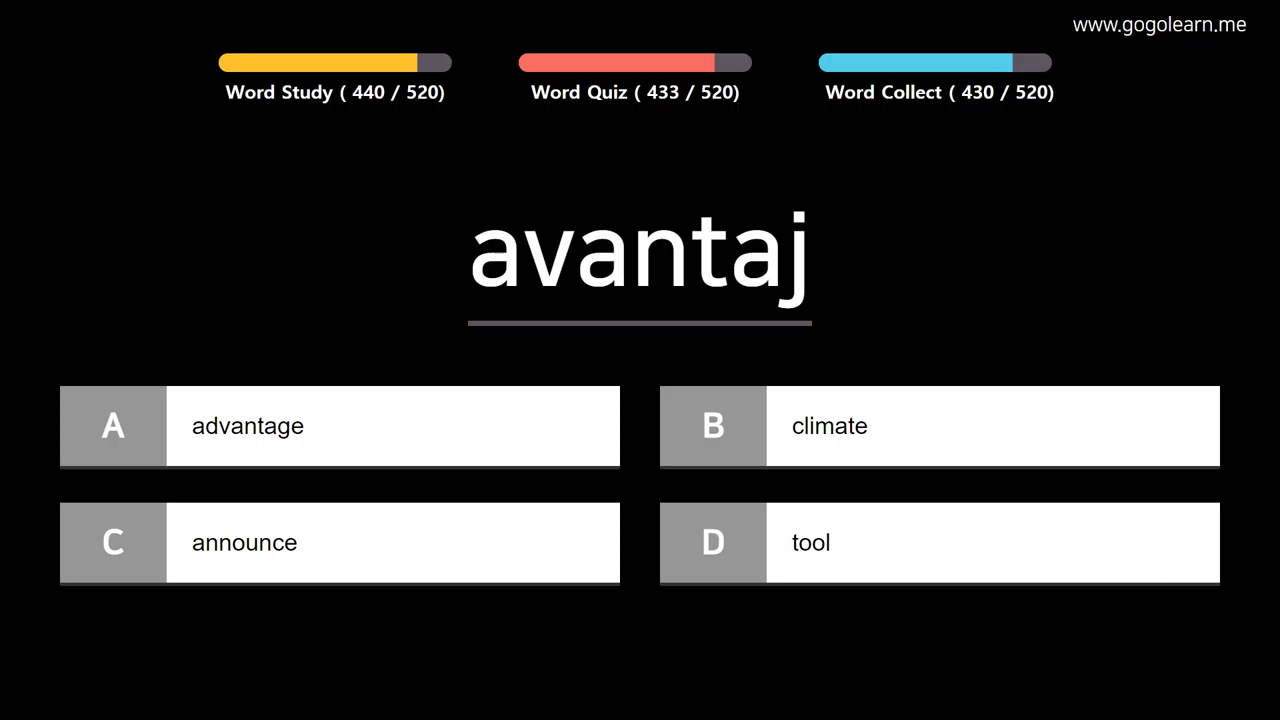 www.gogolearn.me
Word Study ( 440 / 520)
Word Quiz ( 433 / 520)
Word Collect ( 430 / 520)
avantaj
A advantage
B climate
C announce
D tool